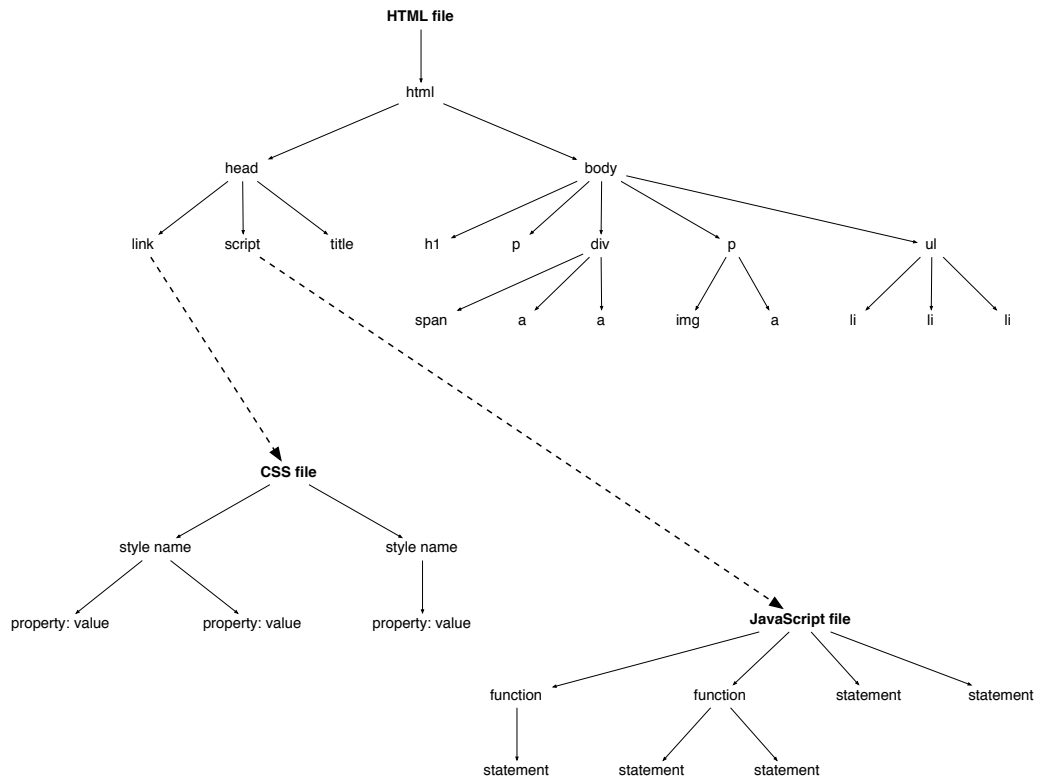 HTML file
html
head body
link script title h1 p div p ul
span a a img a li li li
CSS file
style name style name
property: value property: value property: value
JavaScript file
function function statement statement
statement statement statement